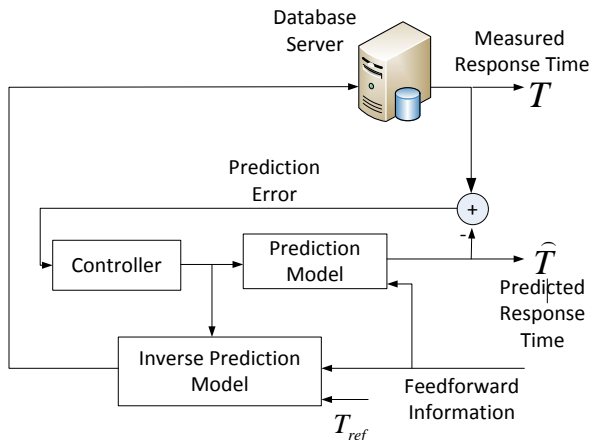 Database
Server
Measured
Response Time
T
Prediction
Error
+
-
Controller
Prediction
Model
T̂
Predicted
Response
Time
Inverse Prediction
Model
Feedforward
Information
T_ref